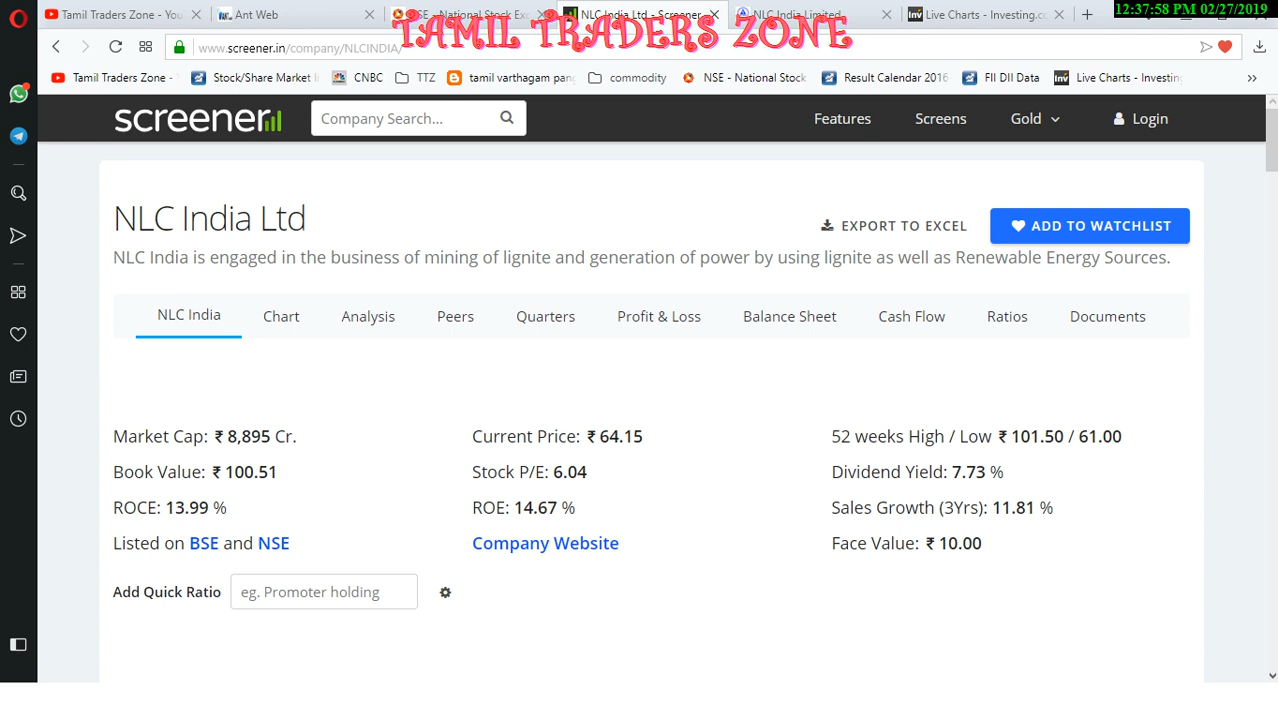 Tamil Traders Zone - You
Ant Web
SE - National Stock Exc
NLC India Ltd - Screener
NLC India Limited
Live Charts - Investing.co
12:37:58 PM 02/27/2019
TAMIL TRADERS ZONE
www.screener.in/company/NLCINDIA/
Tamil Traders Zone -
Stock/Share Market I
CNBC
TTZ
tamil varthagam pang
commodity
NSE - National Stock
Result Calendar 2016
FII DII Data
Live Charts - Investin
screener
Company Search...
Features
Screens
Gold
Login
NLC India Ltd
EXPORT TO EXCEL
ADD TO WATCHLIST
NLC India is engaged in the business of mining of lignite and generation of power by using lignite as well as Renewable Energy Sources.
NLC India
Chart
Analysis
Peers
Quarters
Profit & Loss
Balance Sheet
Cash Flow
Ratios
Documents
Market Cap: ₹ 8,895 Cr.
Current Price: ₹ 64.15
52 weeks High / Low ₹ 101.50 / 61.00
Book Value: ₹ 100.51
Stock P/E: 6.04
Dividend Yield: 7.73 %
ROCE: 13.99 %
ROE: 14.67 %
Sales Growth (3Yrs): 11.81 %
Listed on BSE and NSE
Company Website
Face Value: ₹ 10.00
Add Quick Ratio
eg. Promoter holding